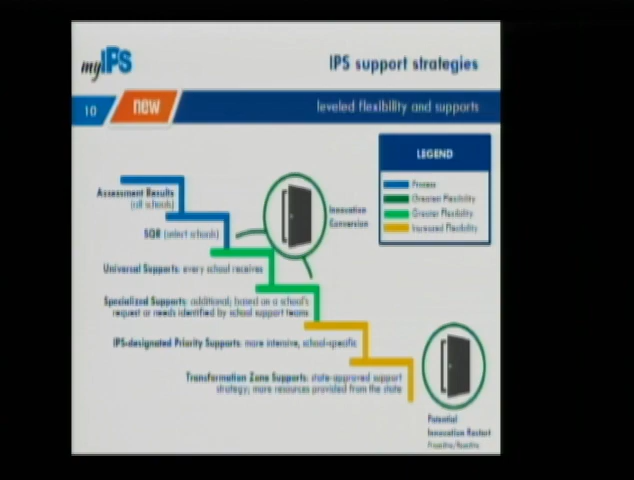 myIPS
IPS support strategies
10
new
leveled flexibility and supports
LEGEND
Process
Greatest Flexibility
Greater Flexibility
Increased Flexibility
Assessment Results
(all schools)
SQR (select schools)
Innovation
Conversion
Universal Supports: every school receives
Specialized Supports: additional; based on a school's
request or needs identified by school support teams
IPS-designated Priority Supports: more intensive, school-specific
Transformation Zone Supports: state-approved support
strategy; more resources provided from the state
Potential
Innovation Restart
Proactive/Reactive